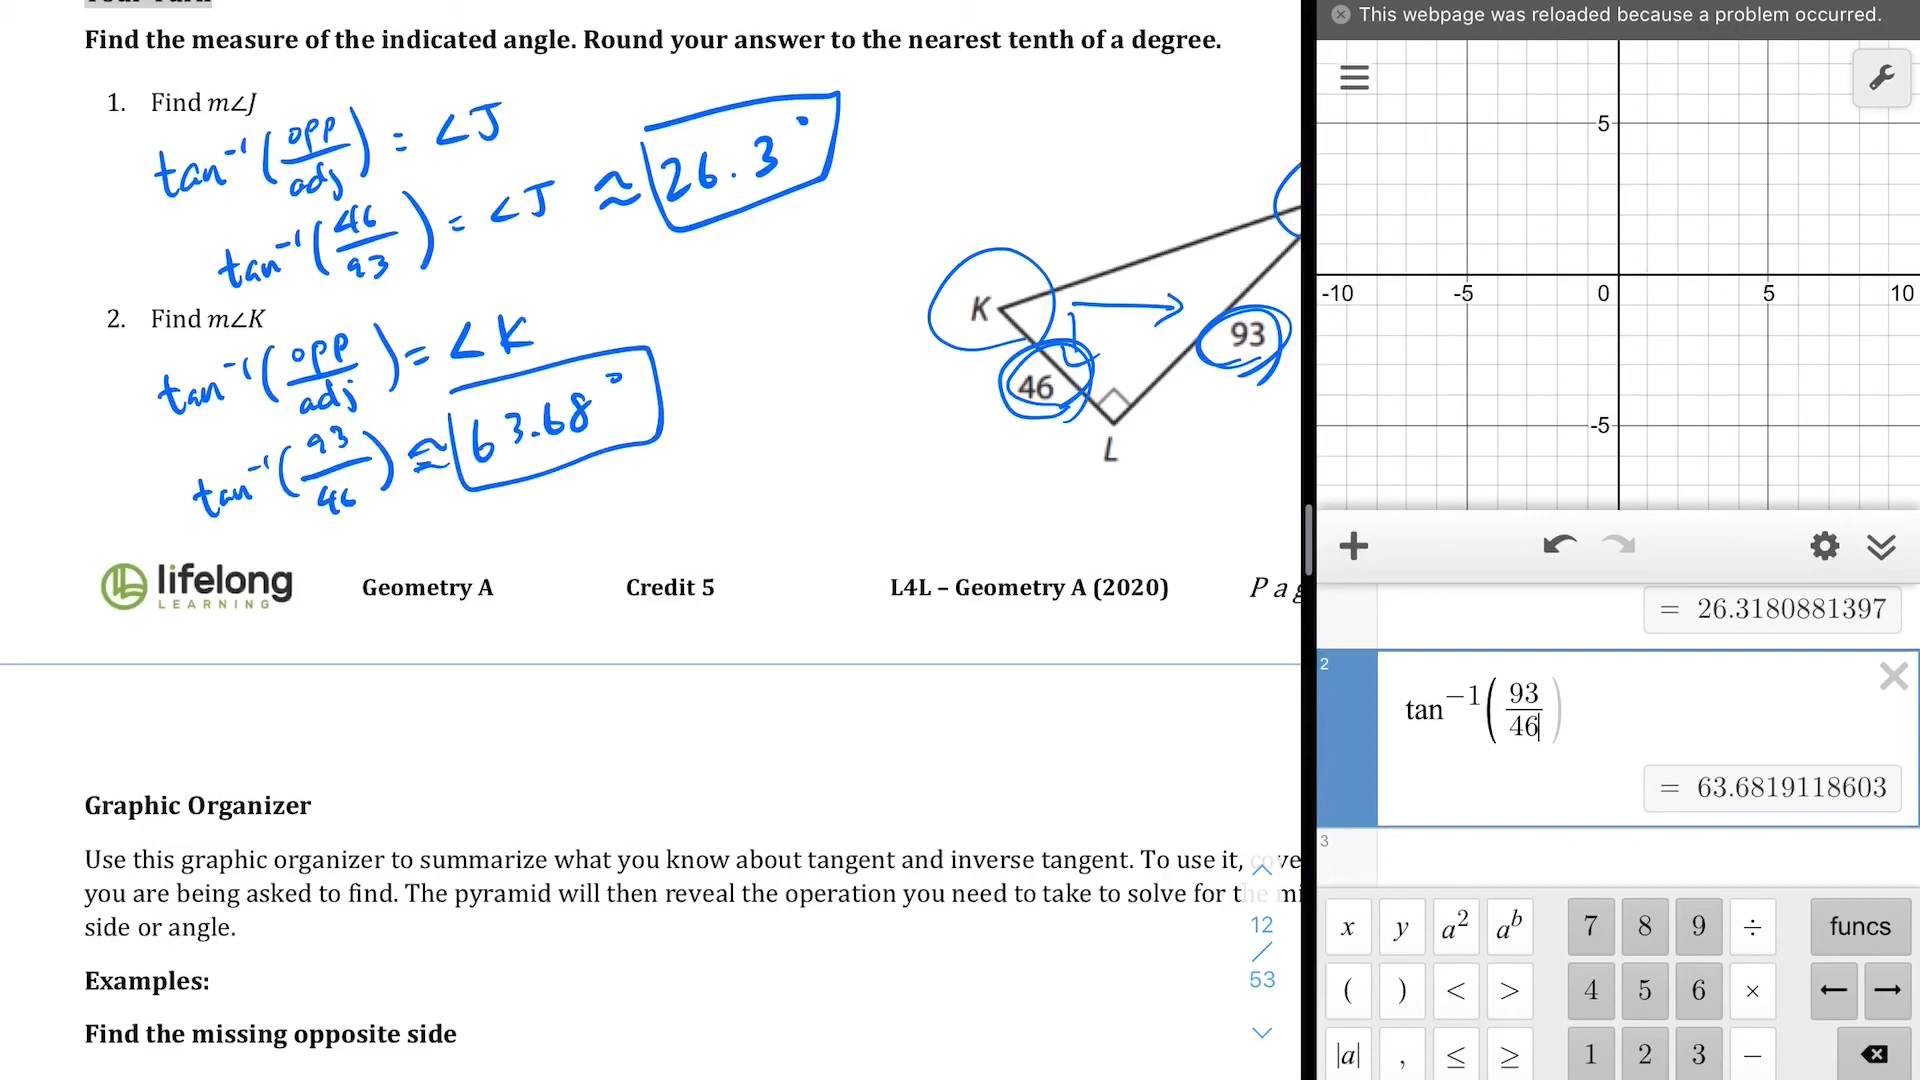 This webpage was reloaded because a problem occurred.
Find the measure of the indicated angle. Round your answer to the nearest tenth of a degree.
1. Find m∠J
tan⁻¹(opp/adj) = ∠J
tan⁻¹(46/93) = ∠J ≈ 26.3°
2. Find m∠K
tan⁻¹(opp/adj) = ∠K
tan⁻¹(93/46) ≈ 63.68°
K
46
93
L
lifelong
LEARNING
Geometry A
Credit 5
L4L – Geometry A (2020)
Graphic Organizer
Use this graphic organizer to summarize what you know about tangent and inverse tangent. To use it,
you are being asked to find. The pyramid will then reveal the operation you need to take to solve for the
side or angle.
Examples:
Find the missing opposite side
12
/
53
5
-10 -5 0 5 10
-5
= 26.3180881397
2
tan⁻¹(93/46)
= 63.6819118603
3
x y a² aᵇ 7 8 9 ÷ funcs
( ) < > 4 5 6 × ← →
|a| , ≤ ≥ 1 2 3 −